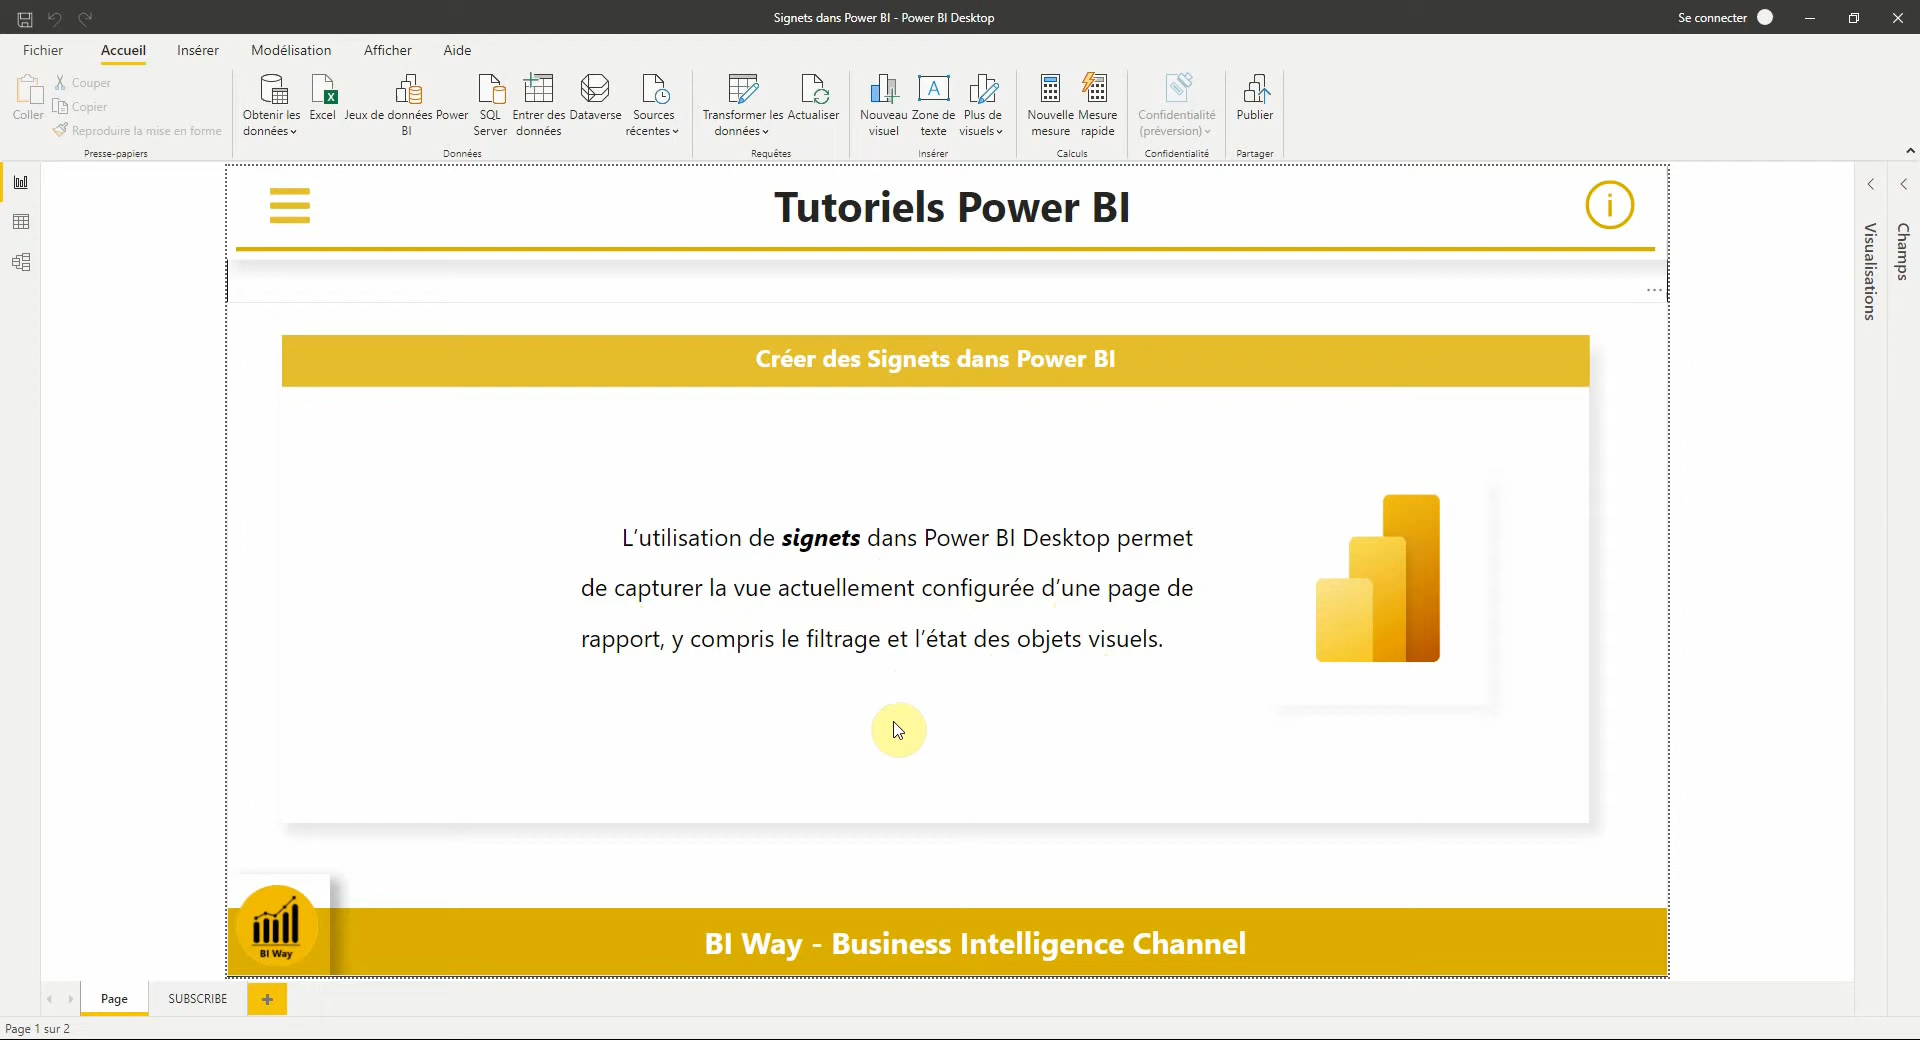 Signets dans Power BI - Power BI Desktop
Se connecter
Fichier
Accueil
Insérer
Modélisation
Afficher
Aide
Coller
Couper
Copier
Reproduire la mise en forme
Presse-papiers
Obtenir les
données
Excel
Jeux de données Power
BI
SQL
Server
Entrer des
données
Dataverse
Sources
récentes
Données
Transformer les
données
Actualiser
Requêtes
Nouveau
visuel
Zone de
texte
Plus de
visuels
Insérer
Nouvelle
mesure
Mesure
rapide
Calculs
Confidentialité
(préversion)
Confidentialité
Publier
Partager
Tutoriels Power BI
Visualisations
Champs
Créer des Signets dans Power BI
L'utilisation de signets dans Power BI Desktop permet
de capturer la vue actuellement configurée d'une page de
rapport, y compris le filtrage et l'état des objets visuels.
BI Way
BI Way - Business Intelligence Channel
Page
SUBSCRIBE
Page 1 sur 2